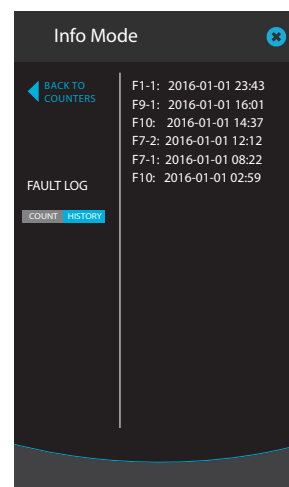 Info Mode
BACK TO
COUNTERS
FAULT LOG
COUNT HISTORY
F1-1: 2016-01-01 23:43
F9-1: 2016-01-01 16:01
F10: 2016-01-01 14:37
F7-2: 2016-01-01 12:12
F7-1: 2016-01-01 08:22
F10: 2016-01-01 02:59